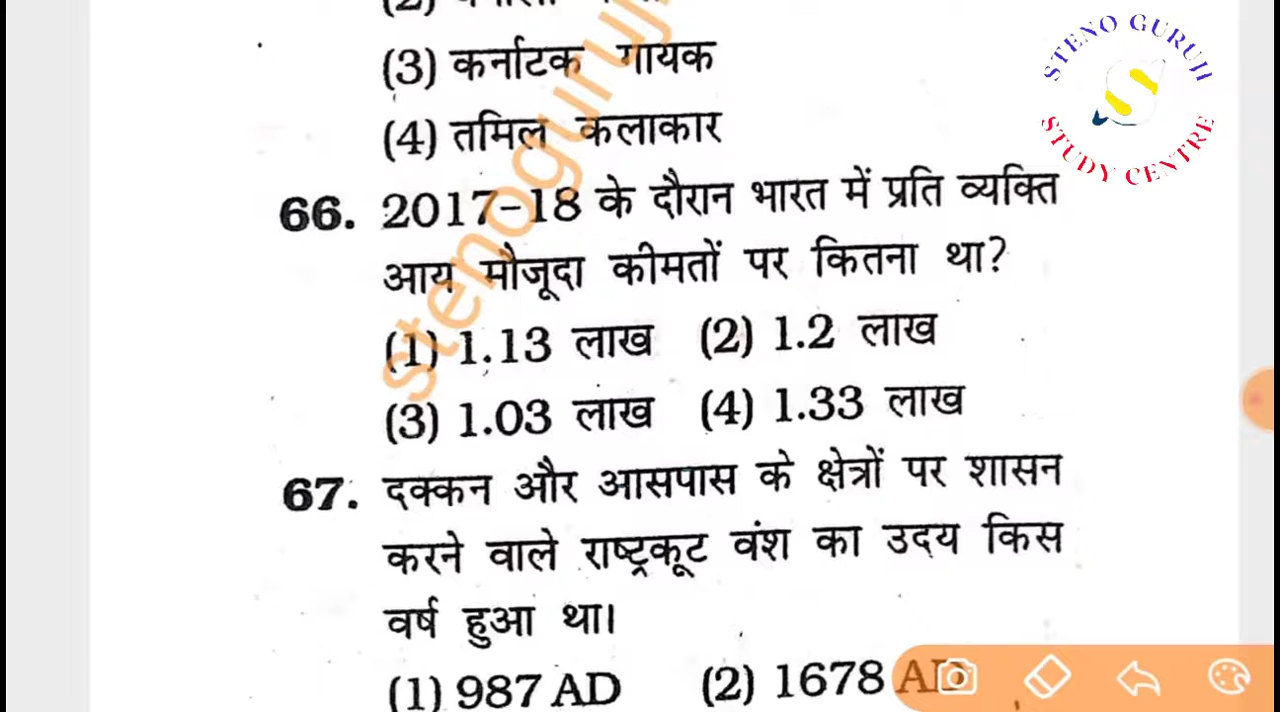 (3) कर्नाटक गायक
(4) तमिल कलाकार
66. 2017-18 के दौरान भारत में प्रति व्यक्ति
आय मौजूदा कीमतों पर कितना था?
(1) 1.13 लाख (2) 1.2 लाख
(3) 1.03 लाख (4) 1.33 लाख
67. दक्कन और आसपास के क्षेत्रों पर शासन
करने वाले राष्ट्रकूट वंश का उदय किस
वर्ष हुआ था।
(1) 987 AD (2) 1678 AD
STENO GURUJI
S
STUDY CENTRE
stenoguruji